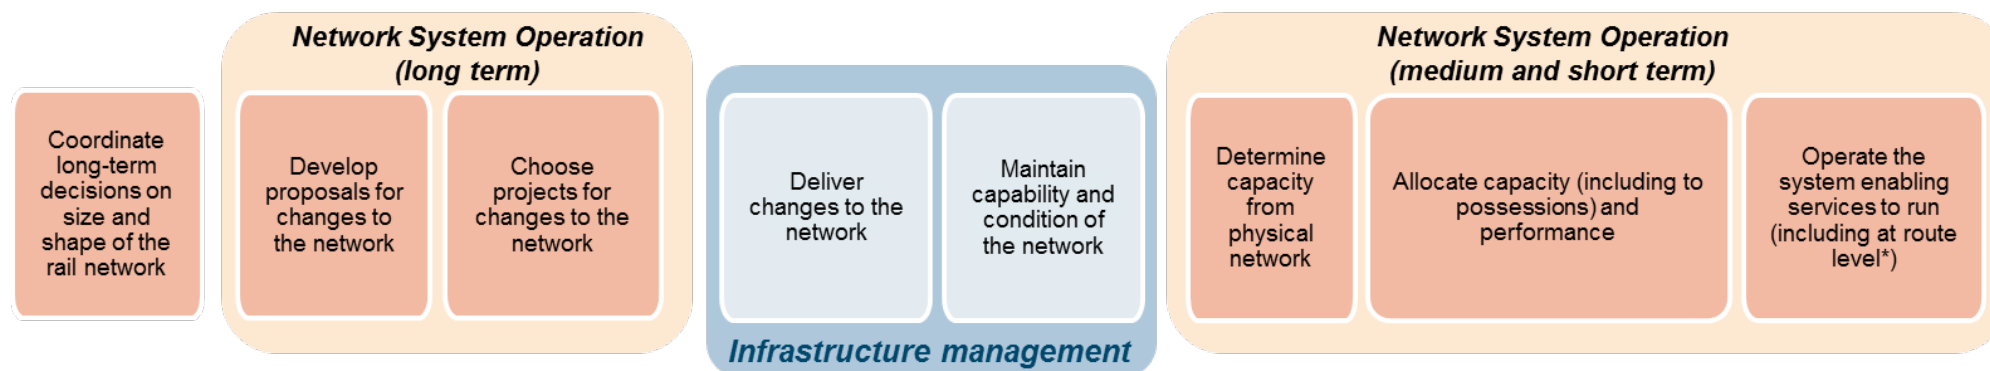 Coordinate
long-term
decisions on
size and
shape of the
rail network
Network System Operation
(long term)
Develop
proposals for
changes to
the network
Choose
projects for
changes to the
network
Deliver
changes to the
network
Maintain
capability and
condition of
the network
Infrastructure management
Network System Operation
(medium and short term)
Determine
capacity
from
physical
network
Allocate capacity (including to
possessions) and
performance
Operate the
system enabling
services to run
(including at route
level*)